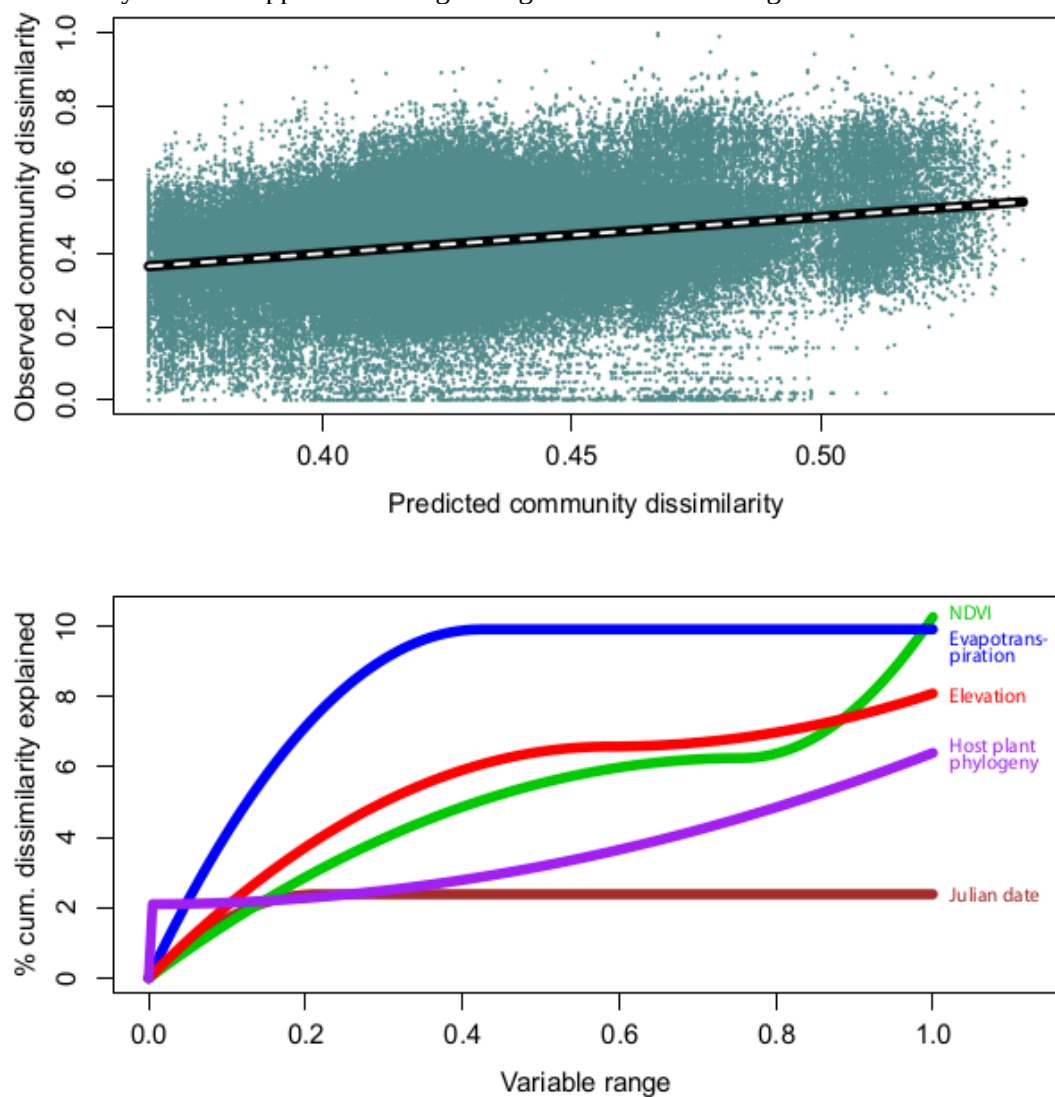 Observed community dissimilarity
1.0
0.8
0.6
0.4
0.2
0.0
0.40 0.45 0.50
Predicted community dissimilarity
% cum. dissimilarity explained
10
8
6
4
2
0
NDVI
Evapotrans-
piration
Elevation
Host plant
phylogeny
Julian date
0.0 0.2 0.4 0.6 0.8 1.0
Variable range